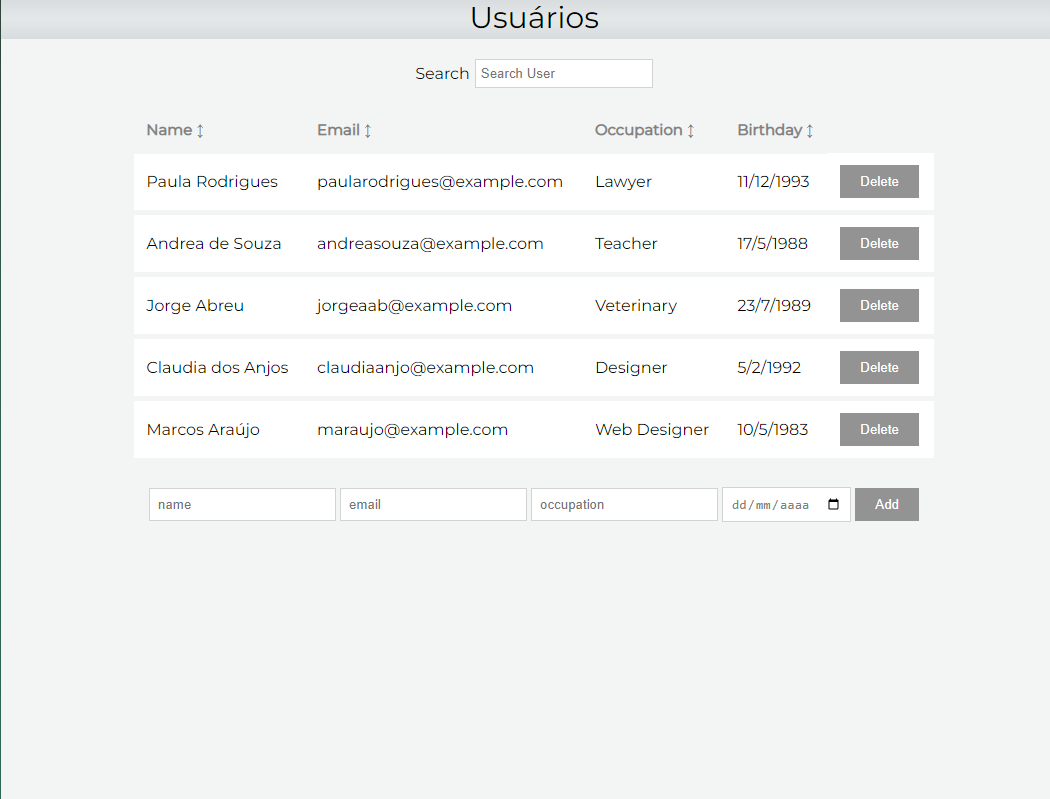 Usuários
Search Search User
Name ↕ Email ↕ Occupation ↕ Birthday ↕
Paula Rodrigues paularodrigues@example.com Lawyer 11/12/1993 Delete
Andrea de Souza andreasouza@example.com Teacher 17/5/1988 Delete
Jorge Abreu jorgeaab@example.com Veterinary 23/7/1989 Delete
Claudia dos Anjos claudiaanjo@example.com Designer 5/2/1992 Delete
Marcos Araújo maraujo@example.com Web Designer 10/5/1983 Delete
name email occupation dd/mm/aaaa Add